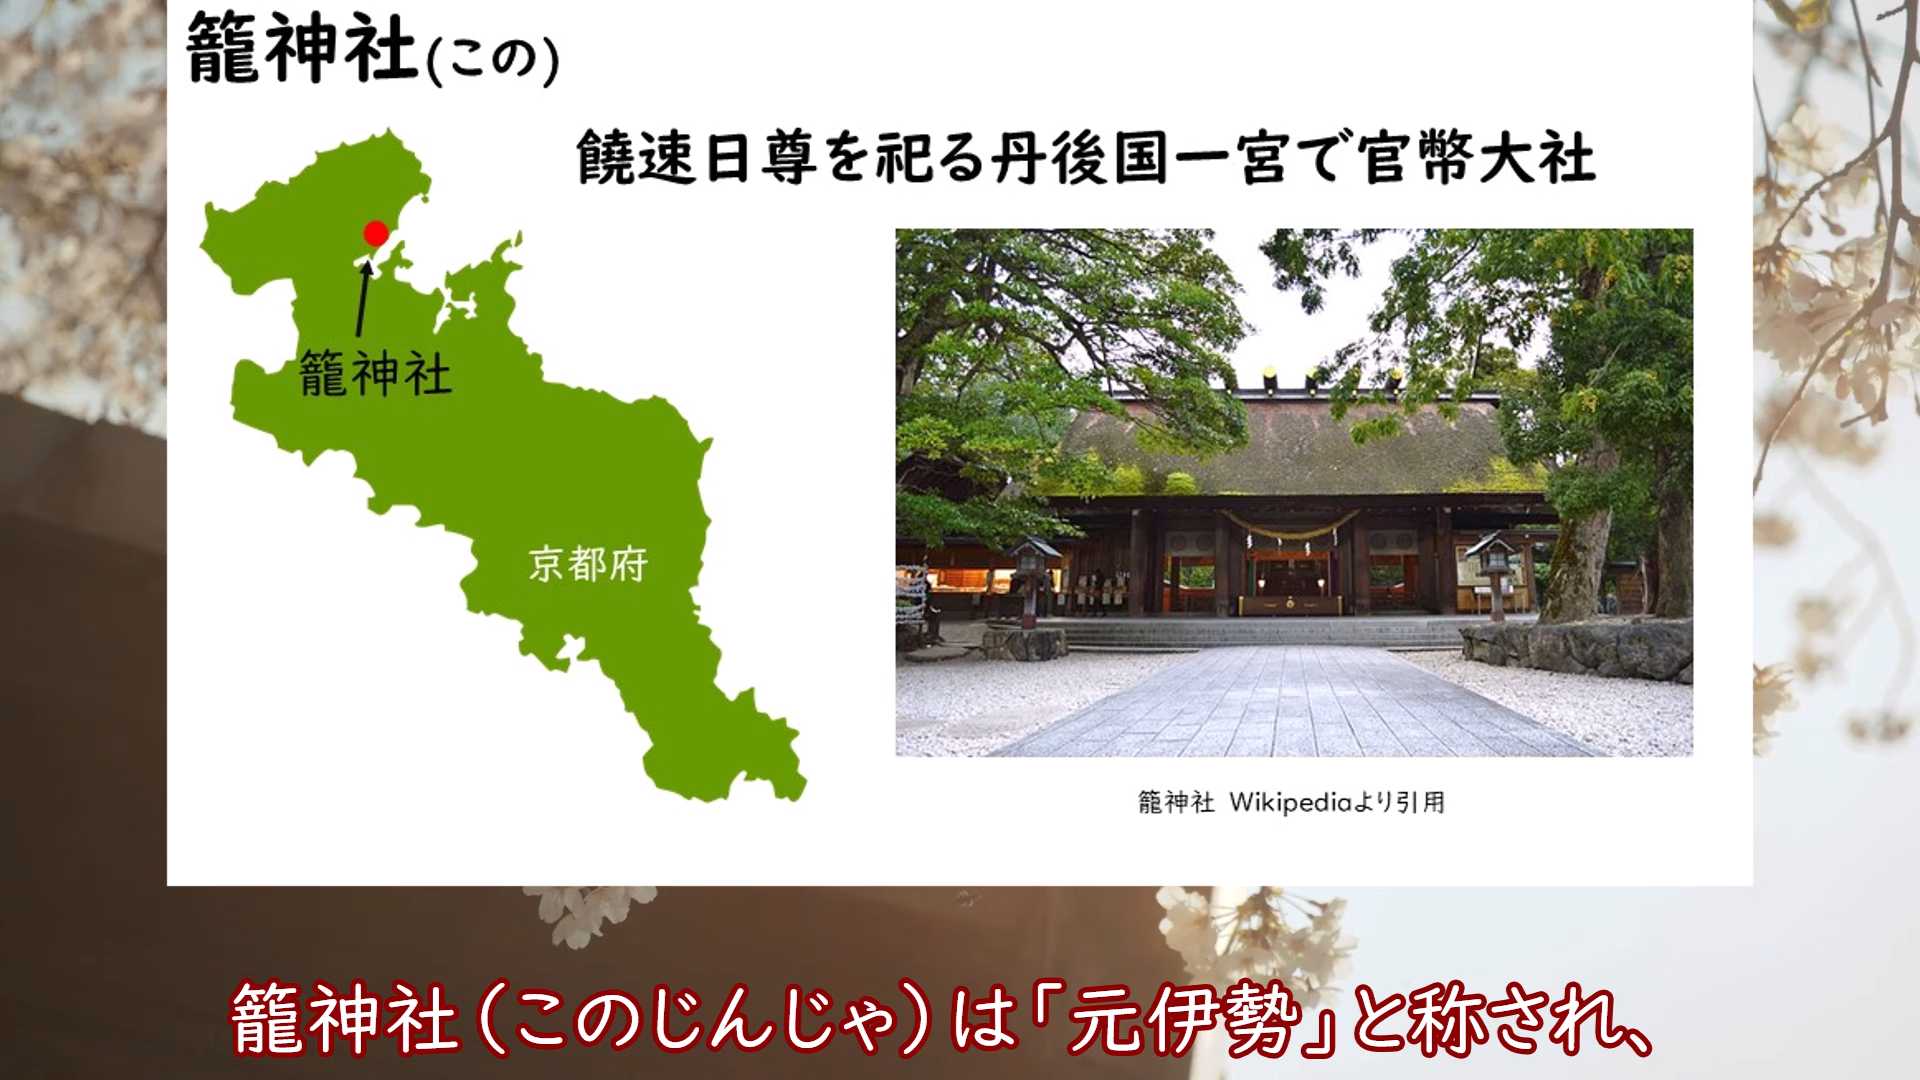 籠神社(この)
饒速日尊を祀る丹後国一宮で官幣大社
籠神社
京都府
籠神社 Wikipediaより引用
籠神社（このじんじゃ）は「元伊勢」と称され、